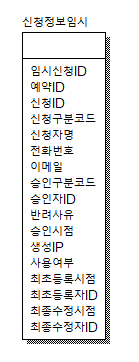 신청정보임시
임시신청ID
예약ID
신청ID
신청구분코드
신청자명
전화번호
이메일
승인구분코드
승인자ID
반려사유
승인시점
생성IP
사용여부
최초등록시점
최초등록자ID
최종수정시점
최종수정자ID